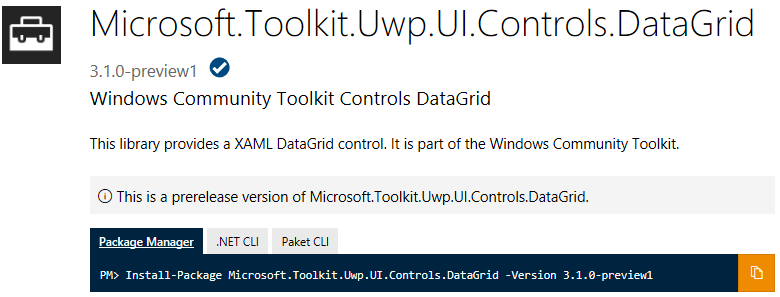 Microsoft.Toolkit.Uwp.UI.Controls.DataGrid
3.1.0-preview1
Windows Community Toolkit Controls DataGrid
This library provides a XAML DataGrid control. It is part of the Windows Community Toolkit.
This is a prerelease version of Microsoft.Toolkit.Uwp.UI.Controls.DataGrid.
Package Manager .NET CLI Paket CLI
PM> Install-Package Microsoft.Toolkit.Uwp.UI.Controls.DataGrid -Version 3.1.0-preview1